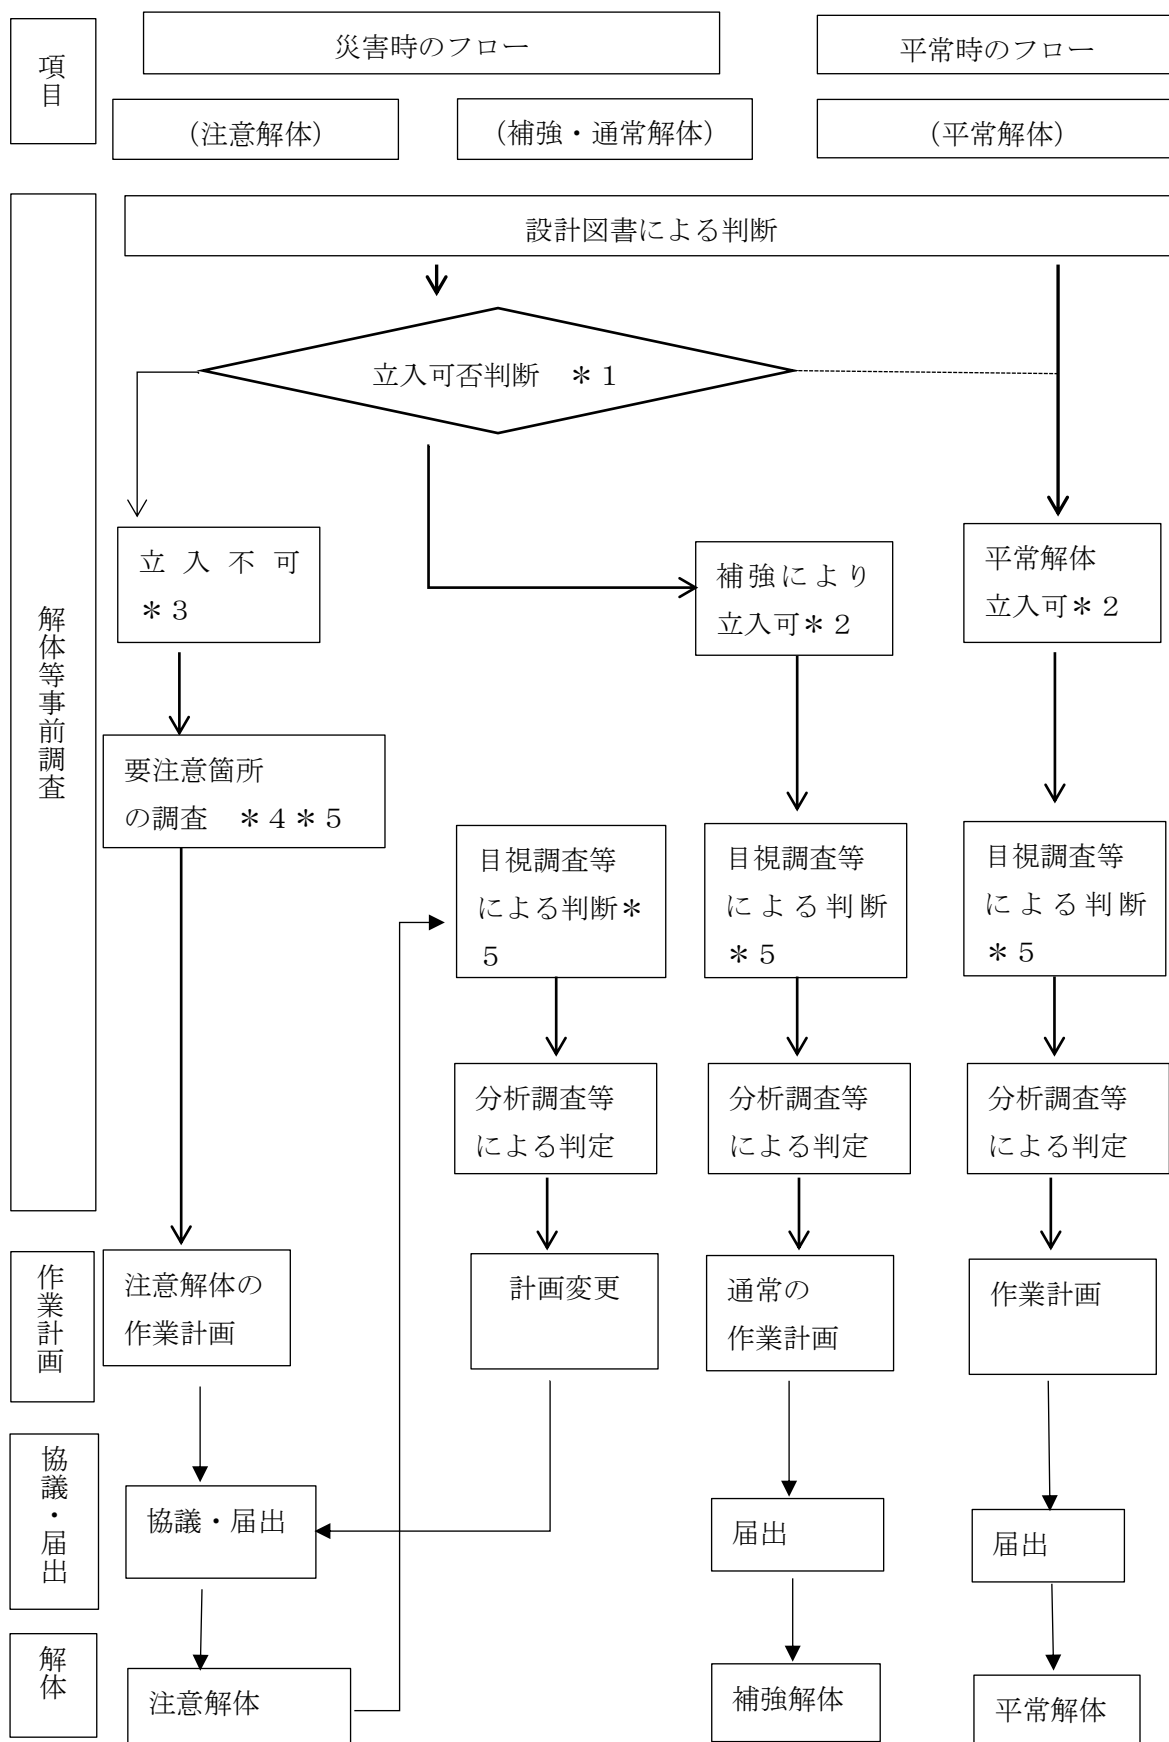 項目
災害時のフロー
平常時のフロー
（注意解体）
（補強・通常解体）
（平常解体）
解体等事前調査
設計図書による判断
立入可否判断　＊１
立入不可
＊３
補強により
立入可＊２
平常解体
立入可＊２
要注意箇所
の調査　＊４＊５
目視調査等
による判断＊
５
目視調査等
による判断
＊５
目視調査等
による判断
＊５
分析調査等
による判定
分析調査等
による判定
分析調査等
による判定
作業計画
注意解体の
作業計画
計画変更
通常の
作業計画
作業計画
協議・届出
協議・届出
届出
届出
解体
注意解体
補強解体
平常解体